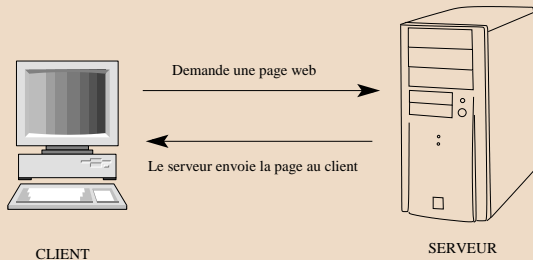 Demande une page web
Le serveur envoie la page au client
CLIENT
SERVEUR